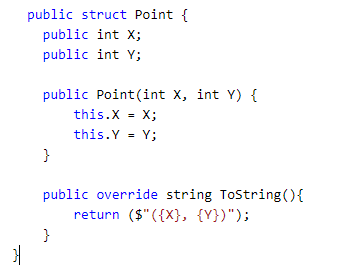 public struct Point {
public int X;
public int Y;
public Point(int X, int Y) {
this.X = X;
this.Y = Y;
}
public override string ToString(){
return ($"({X}, {Y})");
}
}